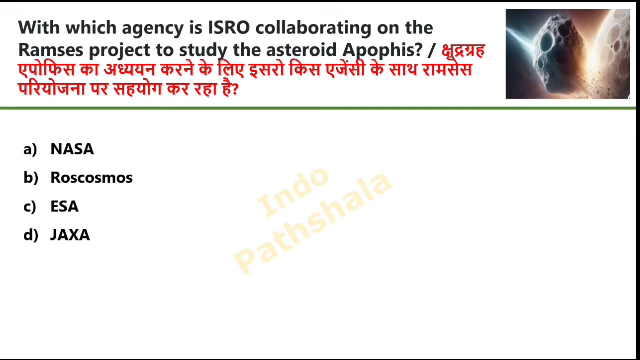 With which agency is ISRO collaborating on the
Ramses project to study the asteroid Apophis? / क्षुद्रग्रह
एपोफिस का अध्ययन करने के लिए इसरो किस एजेंसी के साथ रामसेस
परियोजना पर सहयोग कर रहा है?
a) NASA
b) Roscosmos
c) ESA
d) JAXA
Indo
Pathshala